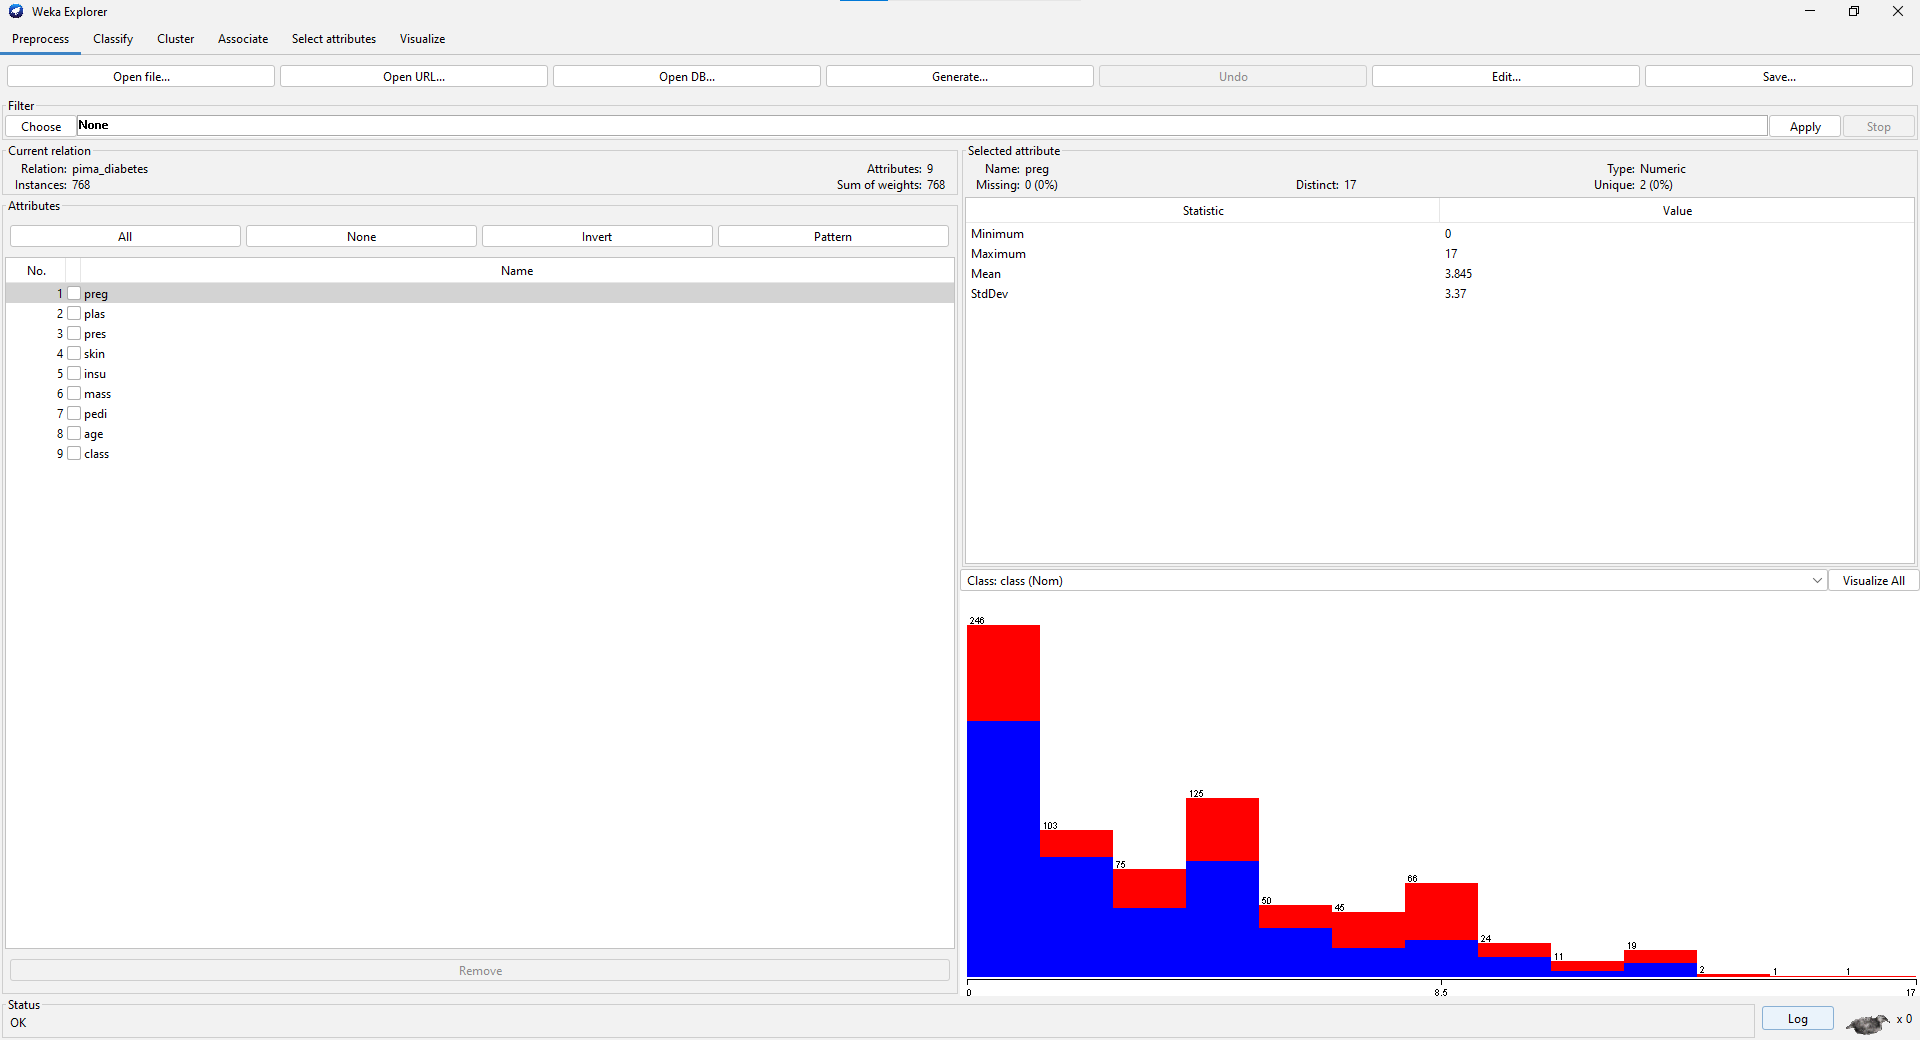 Weka Explorer
Preprocess Classify Cluster Associate Select attributes Visualize
Open file... Open URL... Open DB... Generate... Undo Edit... Save...
Filter
Choose None Apply Stop
Current relation
Relation: pima_diabetes Attributes: 9
Instances: 768 Sum of weights: 768
Attributes
All None Invert Pattern
No. Name
1 preg
2 plas
3 pres
4 skin
5 insu
6 mass
7 pedi
8 age
9 class
Remove
Selected attribute
Name: preg Type: Numeric
Missing: 0 (0%) Distinct: 17 Unique: 2 (0%)
Statistic Value
Minimum 0
Maximum 17
Mean 3.845
StdDev 3.37
Class: class (Nom) Visualize All
246
103
75
125
50
45
66
24
11
19
2
1
1
0 8.5 17
Status
OK
Log x 0